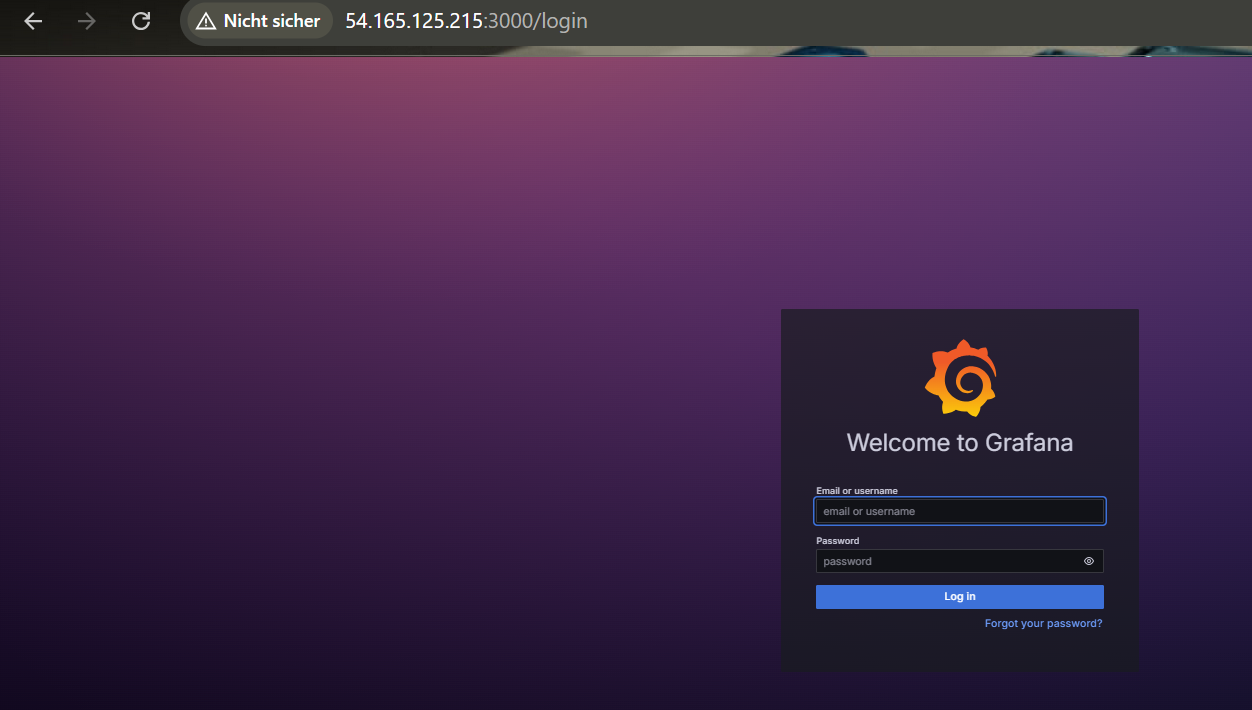 Nicht sicher 54.165.125.215:3000/login
Welcome to Grafana
Email or username
email or username
Password
password
Log in
Forgot your password?